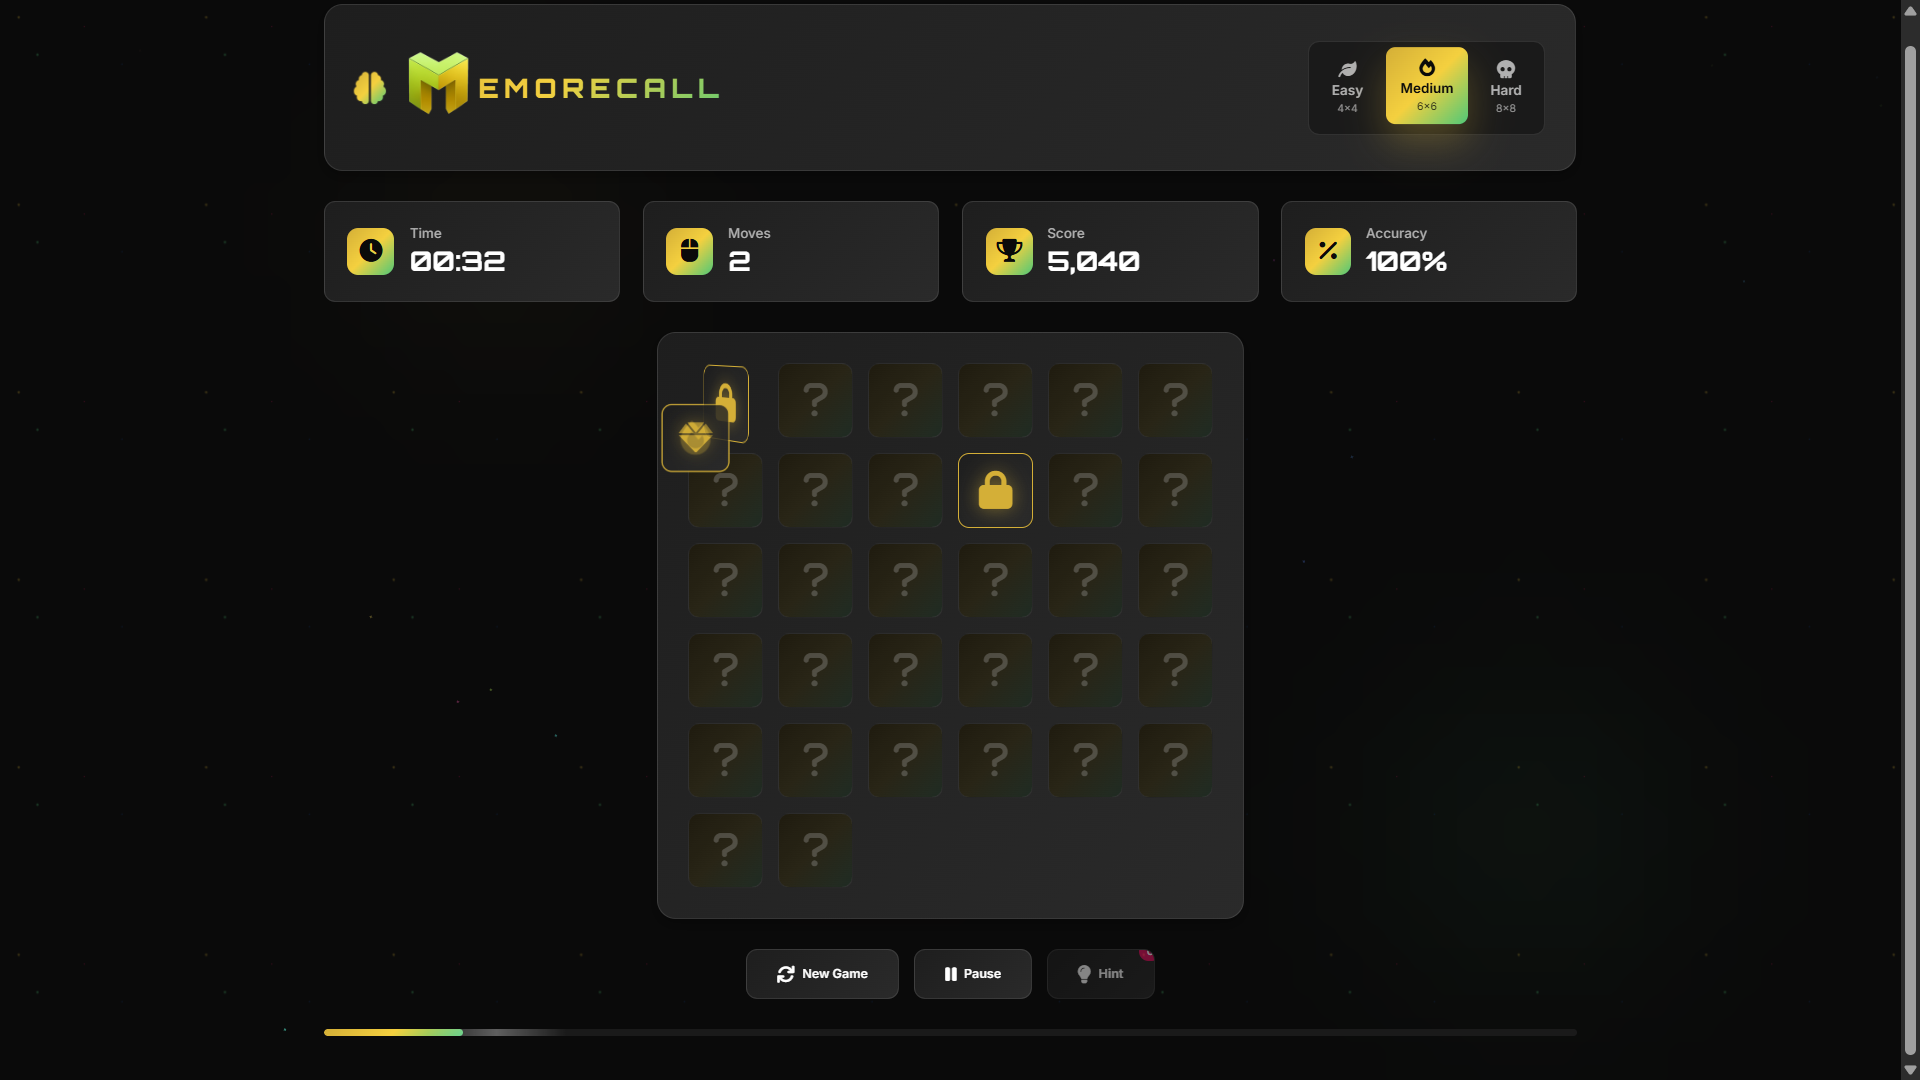 EMORECALL
Easy
4×4
Medium
6×6
Hard
8×8
Time
00:32
Moves
2
Score
5,040
Accuracy
100%
? ? ? ? ?
? ? ? ? ?
? ? ? ? ? ?
? ? ? ? ? ?
? ? ? ? ? ?
? ?
New Game
Pause
Hint